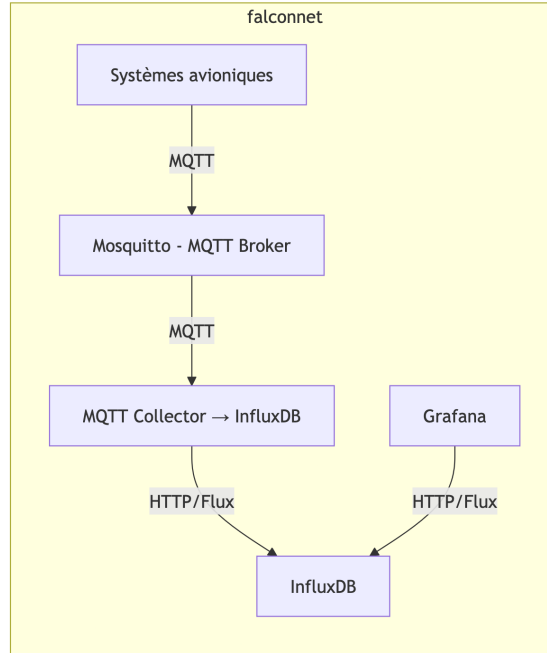 falconnet
Systèmes avioniques
MQTT
Mosquitto - MQTT Broker
MQTT
MQTT Collector → InfluxDB
Grafana
HTTP/Flux
HTTP/Flux
InfluxDB